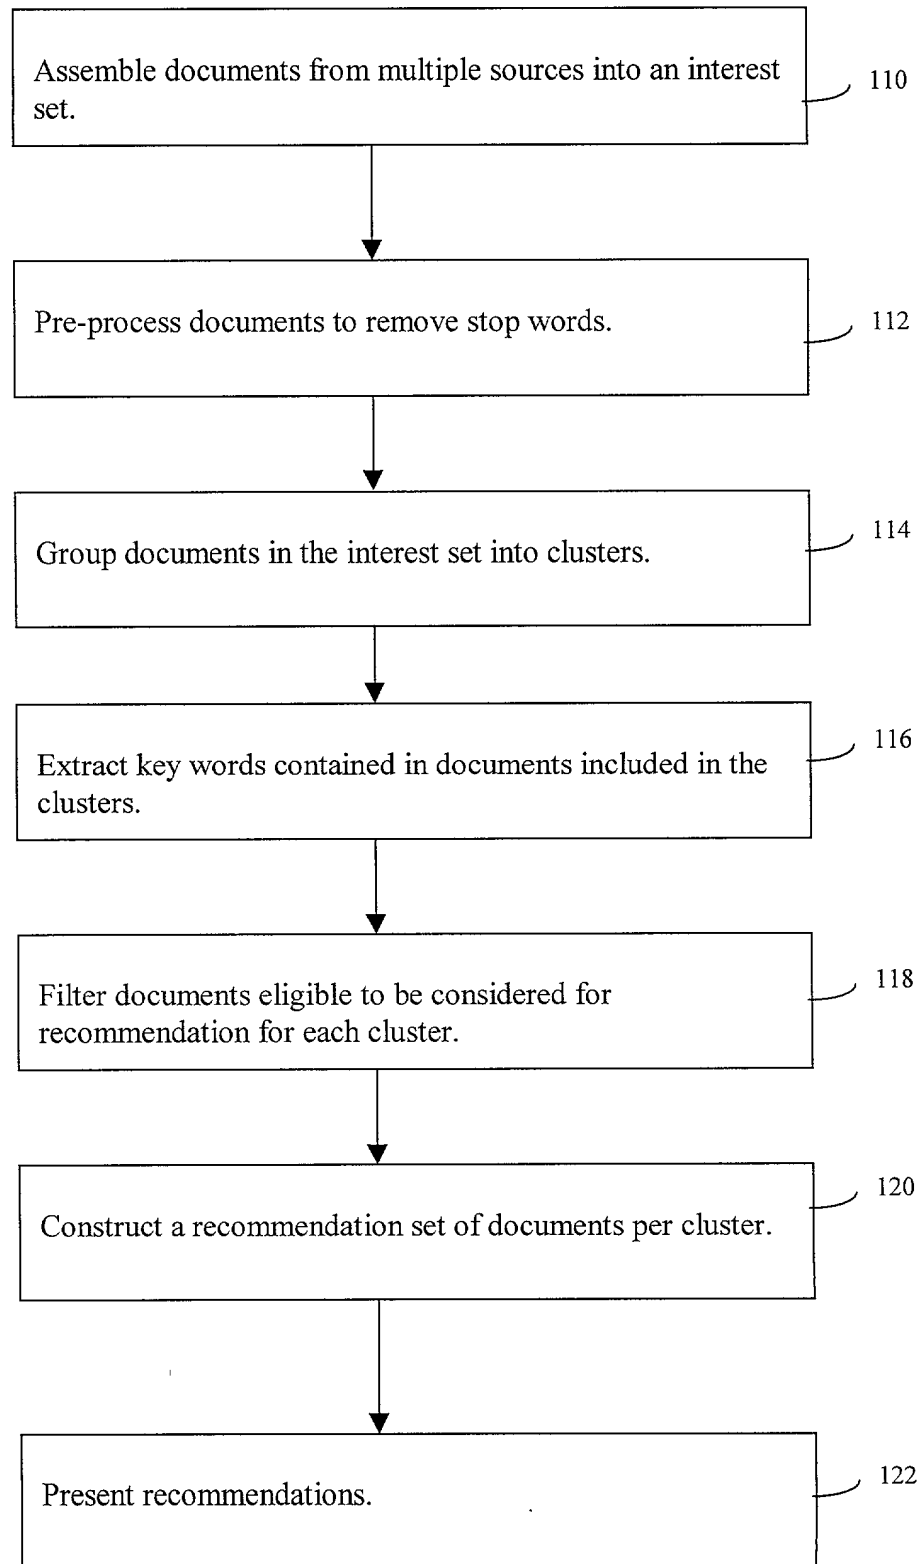 Assemble documents from multiple sources into an interest
set.
110
Pre-process documents to remove stop words.
112
Group documents in the interest set into clusters.
114
Extract key words contained in documents included in the
clusters.
116
Filter documents eligible to be considered for
recommendation for each cluster.
118
Construct a recommendation set of documents per cluster.
120
Present recommendations.
122